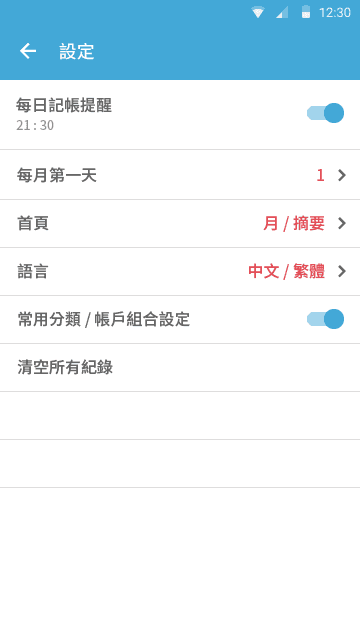 12:30
設定
每日記帳提醒
21 : 30
每月第一天 1
首頁 月 / 摘要
語言 中文 / 繁體
常用分類 / 帳戶組合設定
清空所有紀錄